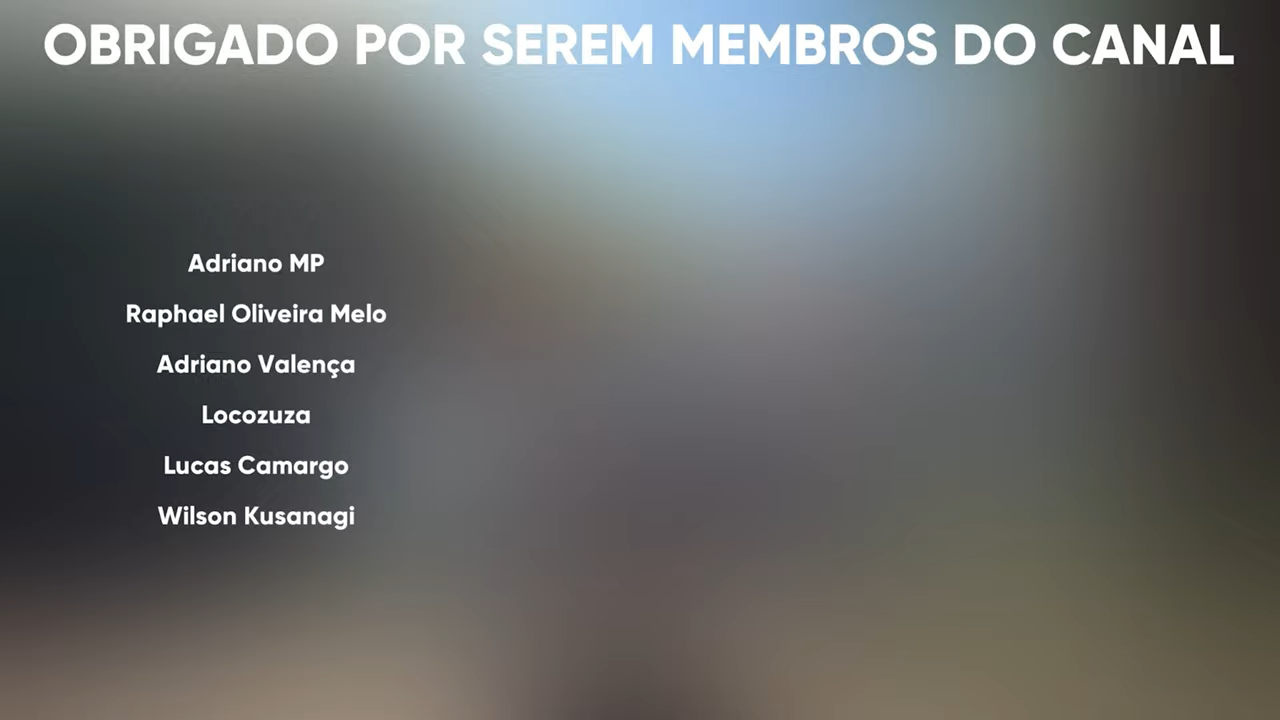 OBRIGADO POR SEREM MEMBROS DO CANAL
Adriano MP
Raphael Oliveira Melo
Adriano Valença
Locozuza
Lucas Camargo
Wilson Kusanagi